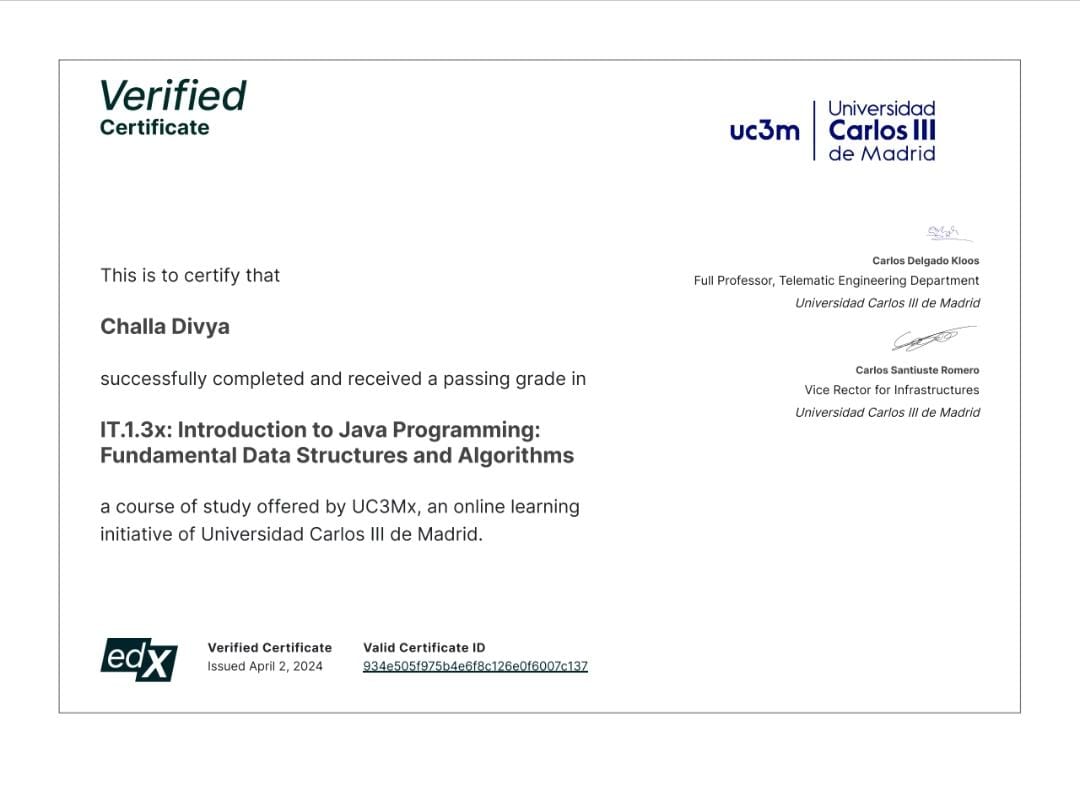 Verified
Certificate
uc3m
Universidad
Carlos III
de Madrid
Carlos Delgado Kloos
Full Professor, Telematic Engineering Department
Universidad Carlos III de Madrid
Carlos Santiuste Romero
Vice Rector for Infrastructures
Universidad Carlos III de Madrid
This is to certify that
Challa Divya
successfully completed and received a passing grade in
IT.1.3x: Introduction to Java Programming:
Fundamental Data Structures and Algorithms
a course of study offered by UC3Mx, an online learning
initiative of Universidad Carlos III de Madrid.
edX
Verified Certificate
Issued April 2, 2024
Valid Certificate ID
934e505f975b4e6f8c126e0f6007c137